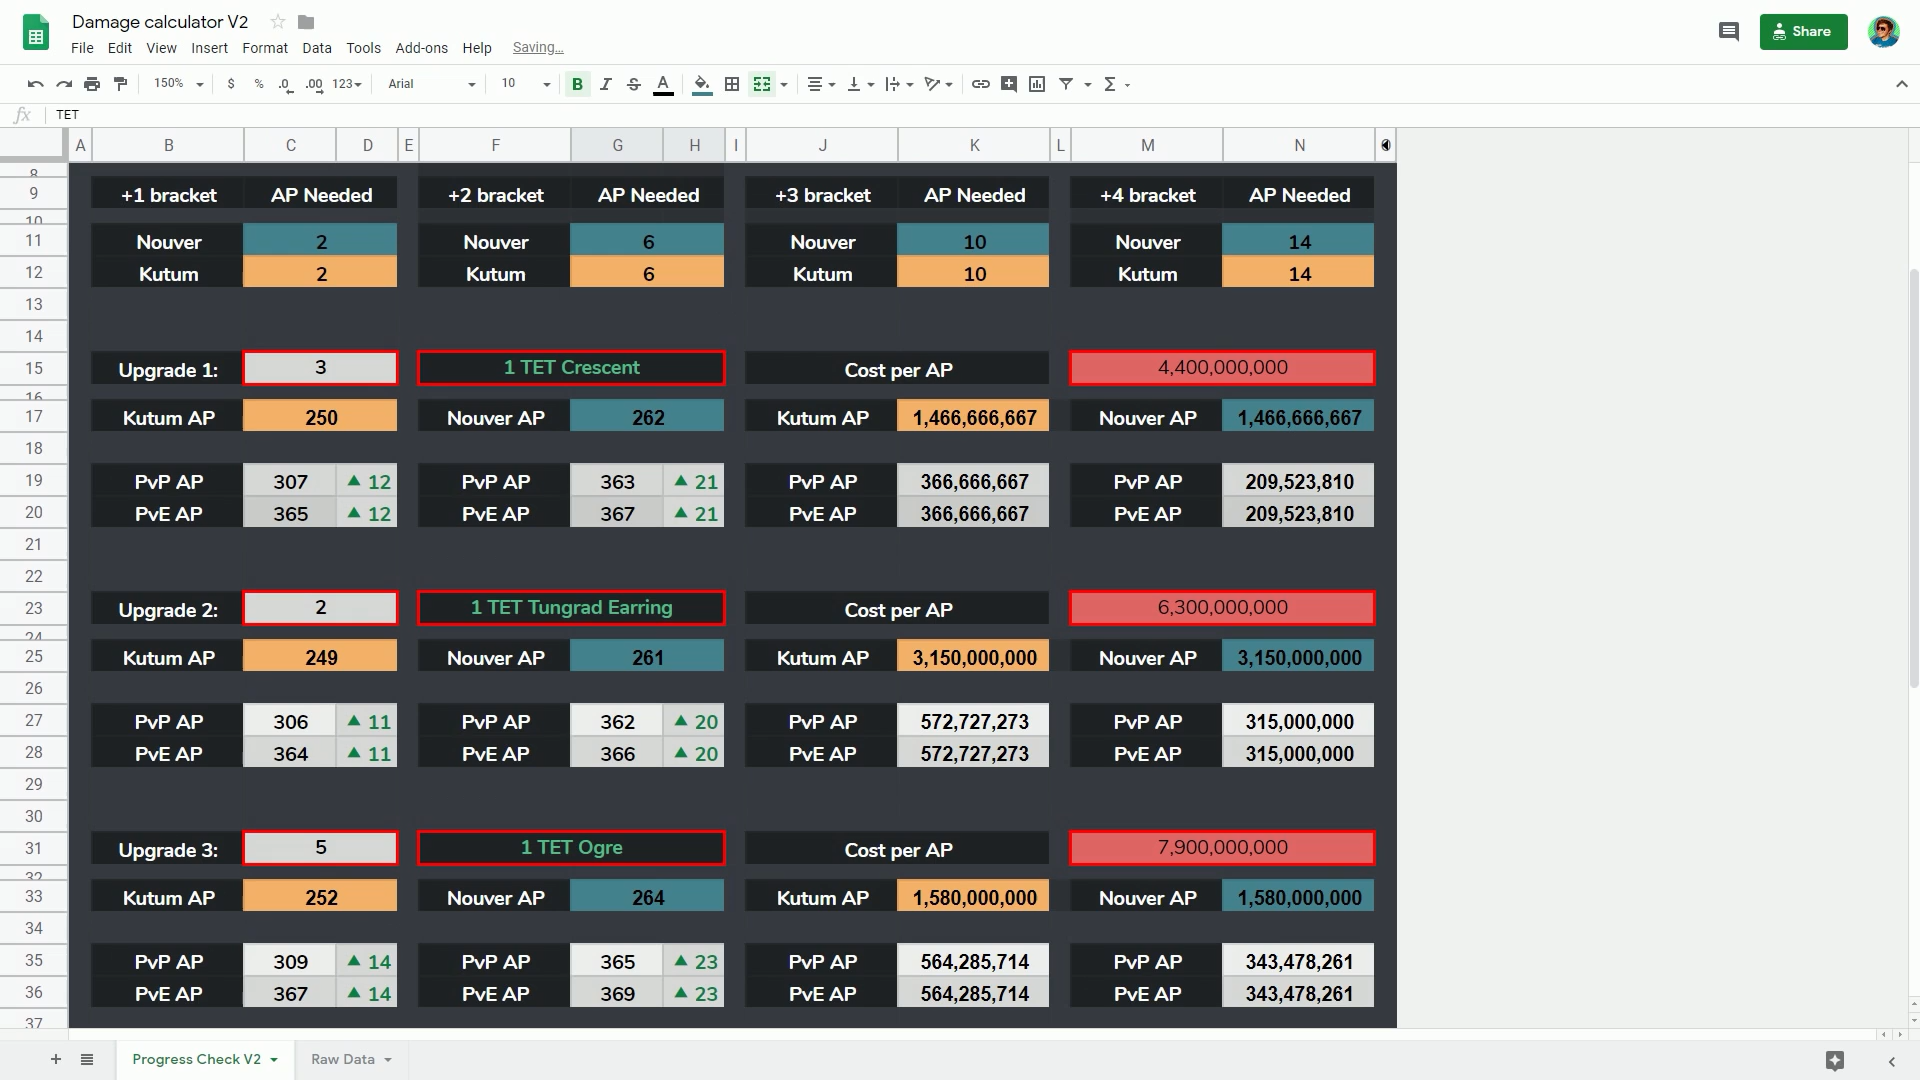 Damage calculator V2
File Edit View Insert Format Data Tools Add-ons Help Saving...
Share
150% $ % .0 .00 123 Arial 10 B I S A
fx TET
A B C D E F G H I J K L M N
8
9 +1 bracket AP Needed +2 bracket AP Needed +3 bracket AP Needed +4 bracket AP Needed
10
11 Nouver 2 Nouver 6 Nouver 10 Nouver 14
12 Kutum 2 Kutum 6 Kutum 10 Kutum 14
13
14
15 Upgrade 1: 3 1 TET Crescent Cost per AP 4,400,000,000
16
17 Kutum AP 250 Nouver AP 262 Kutum AP 1,466,666,667 Nouver AP 1,466,666,667
18
19 PvP AP 307 ▲ 12 PvP AP 363 ▲ 21 PvP AP 366,666,667 PvP AP 209,523,810
20 PvE AP 365 ▲ 12 PvE AP 367 ▲ 21 PvE AP 366,666,667 PvE AP 209,523,810
21
22
23 Upgrade 2: 2 1 TET Tungrad Earring Cost per AP 6,300,000,000
24
25 Kutum AP 249 Nouver AP 261 Kutum AP 3,150,000,000 Nouver AP 3,150,000,000
26
27 PvP AP 306 ▲ 11 PvP AP 362 ▲ 20 PvP AP 572,727,273 PvP AP 315,000,000
28 PvE AP 364 ▲ 11 PvE AP 366 ▲ 20 PvE AP 572,727,273 PvE AP 315,000,000
29
30
31 Upgrade 3: 5 1 TET Ogre Cost per AP 7,900,000,000
32
33 Kutum AP 252 Nouver AP 264 Kutum AP 1,580,000,000 Nouver AP 1,580,000,000
34
35 PvP AP 309 ▲ 14 PvP AP 365 ▲ 23 PvP AP 564,285,714 PvP AP 343,478,261
36 PvE AP 367 ▲ 14 PvE AP 369 ▲ 23 PvE AP 564,285,714 PvE AP 343,478,261
37
Progress Check V2 Raw Data